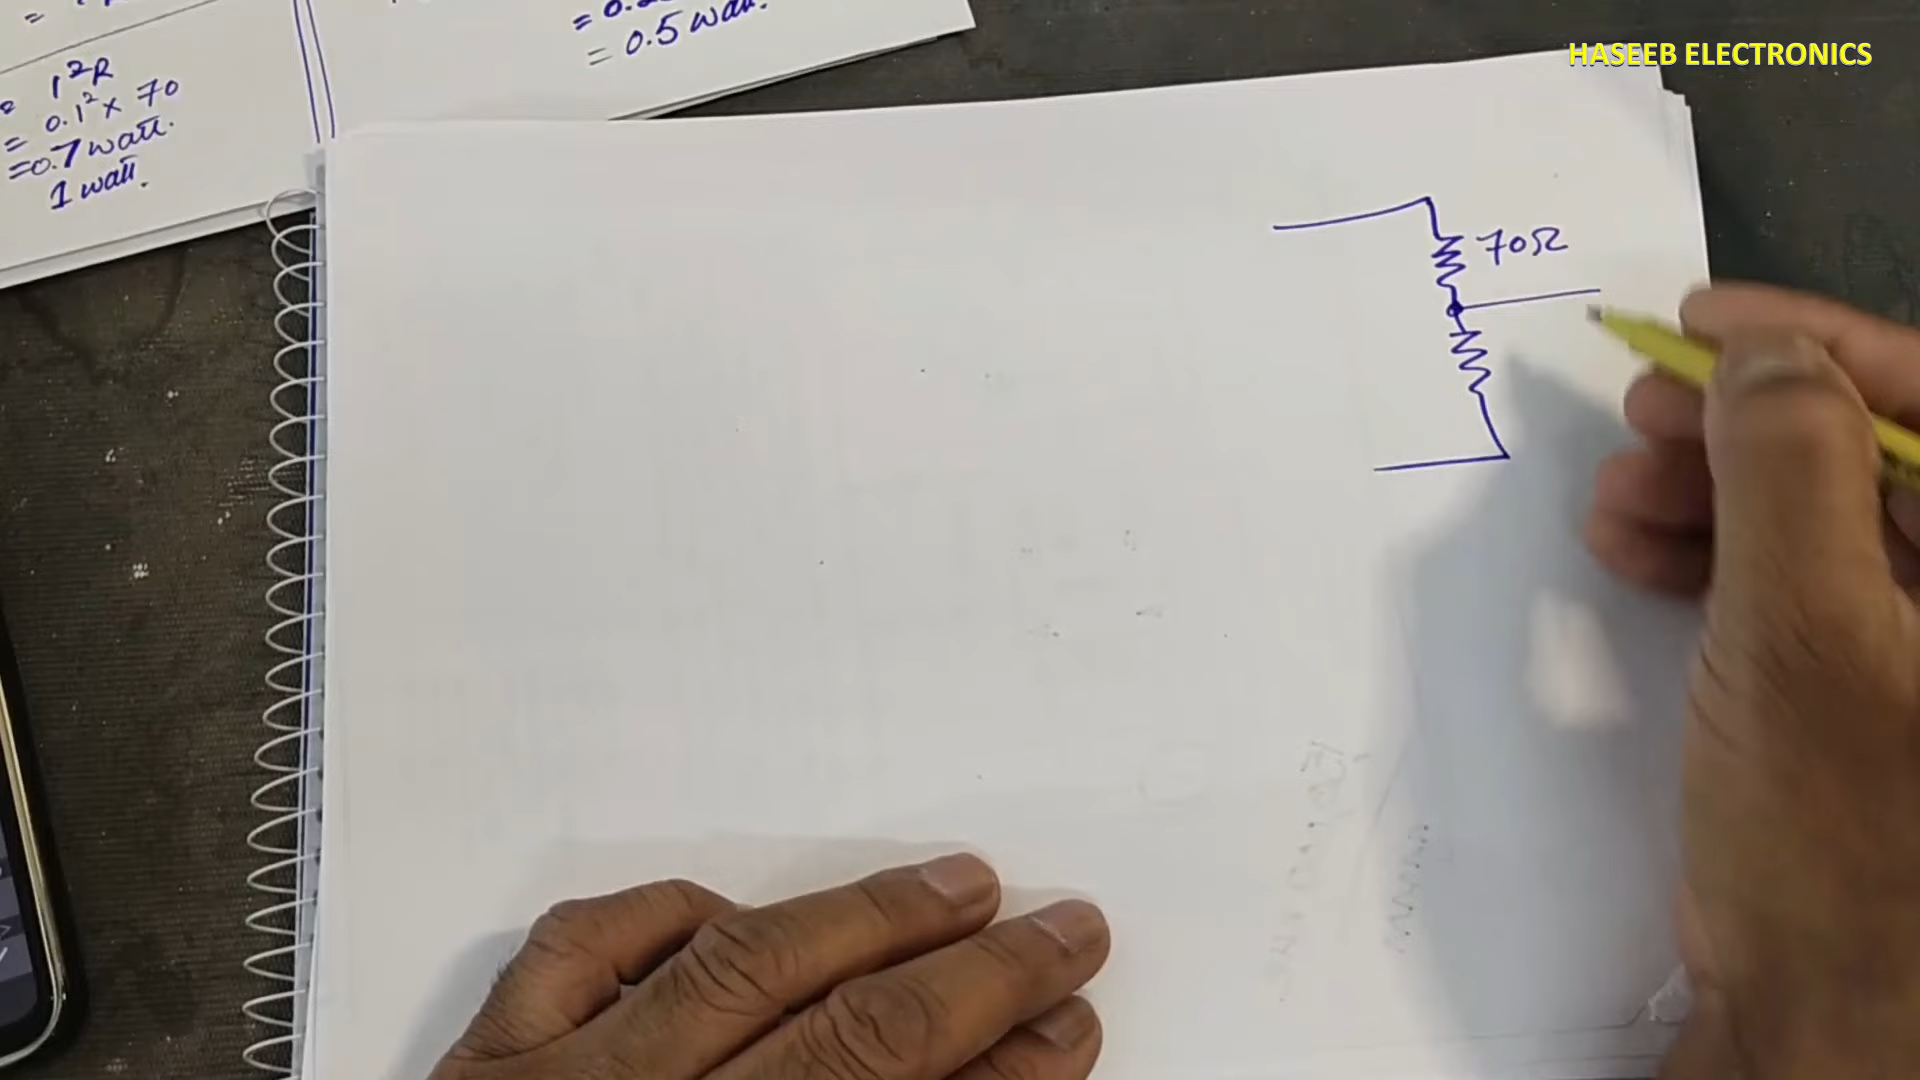 = 0.5 watt.
I²R
= 0.1² x 70
=0.7 watt.
1 watt.
HASEEB ELECTRONICS
70Ω